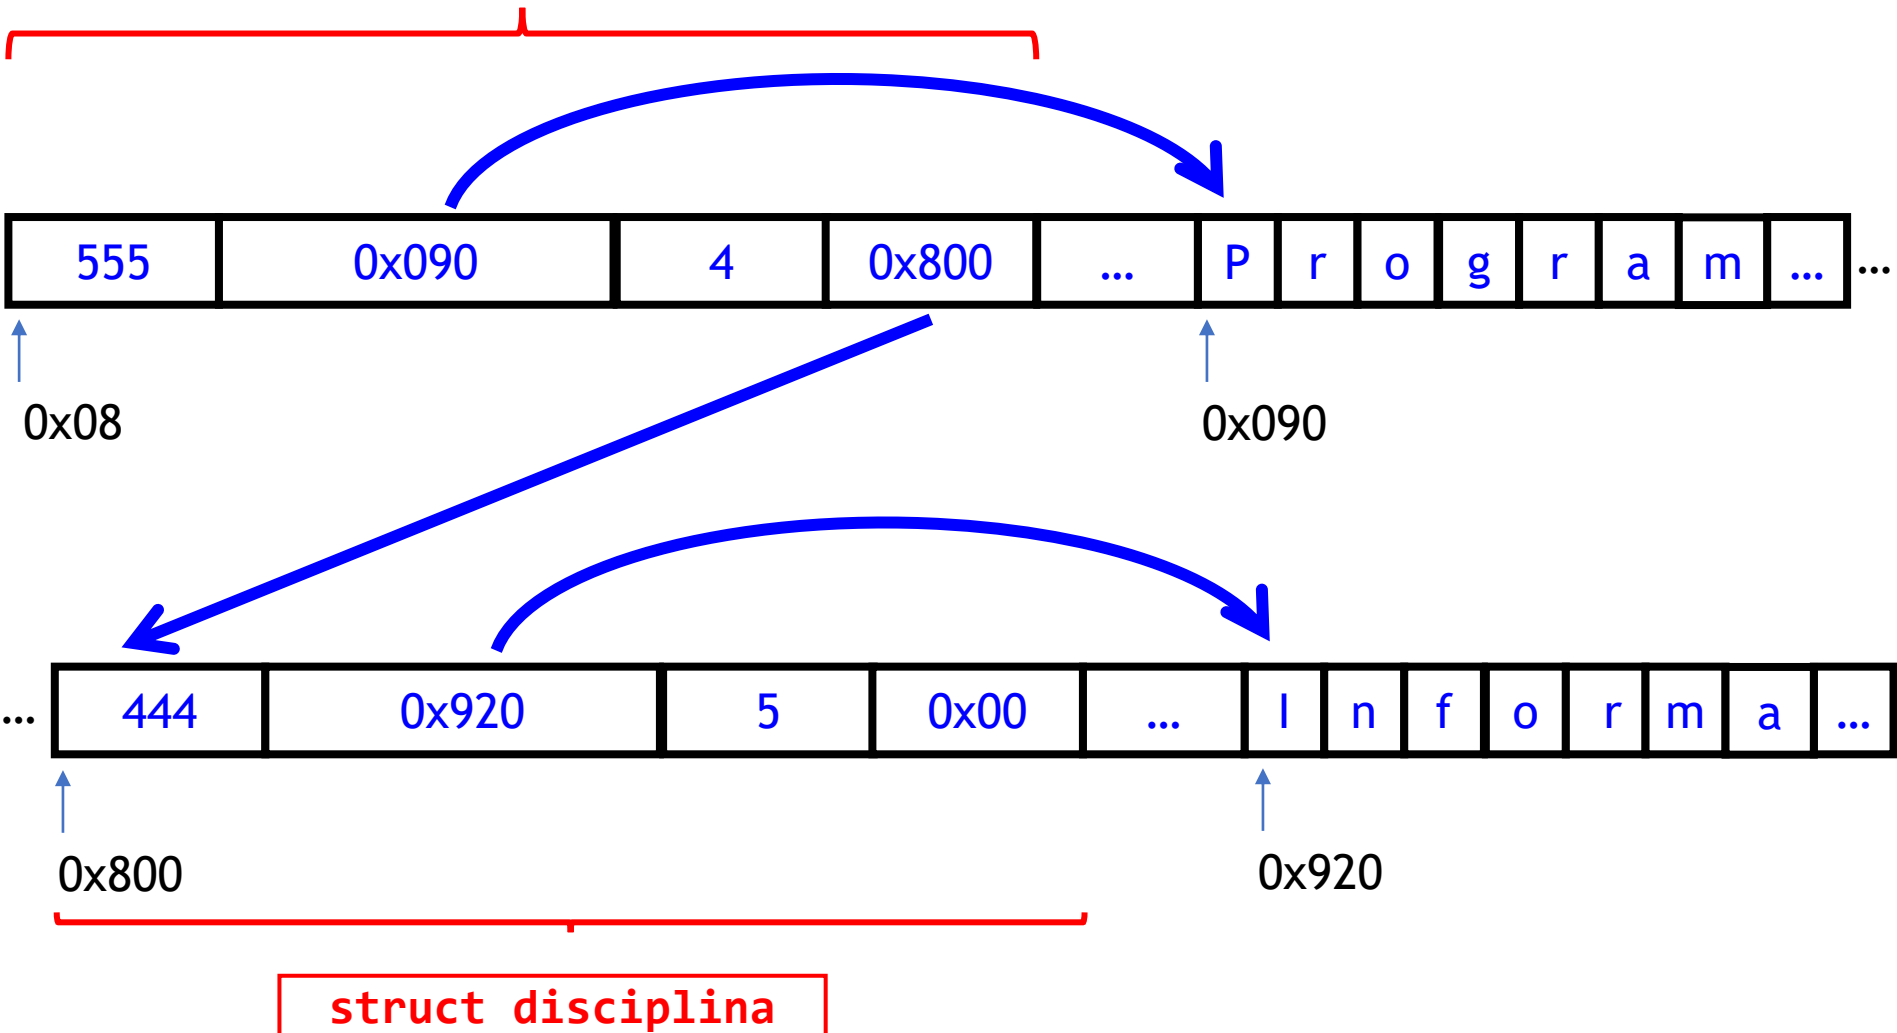 555 0x090 4 0x800 ... P r o g r a m ... ...
0x08 0x090
... 444 0x920 5 0x00 ... I n f o r m a ...
0x800 0x920
struct disciplina